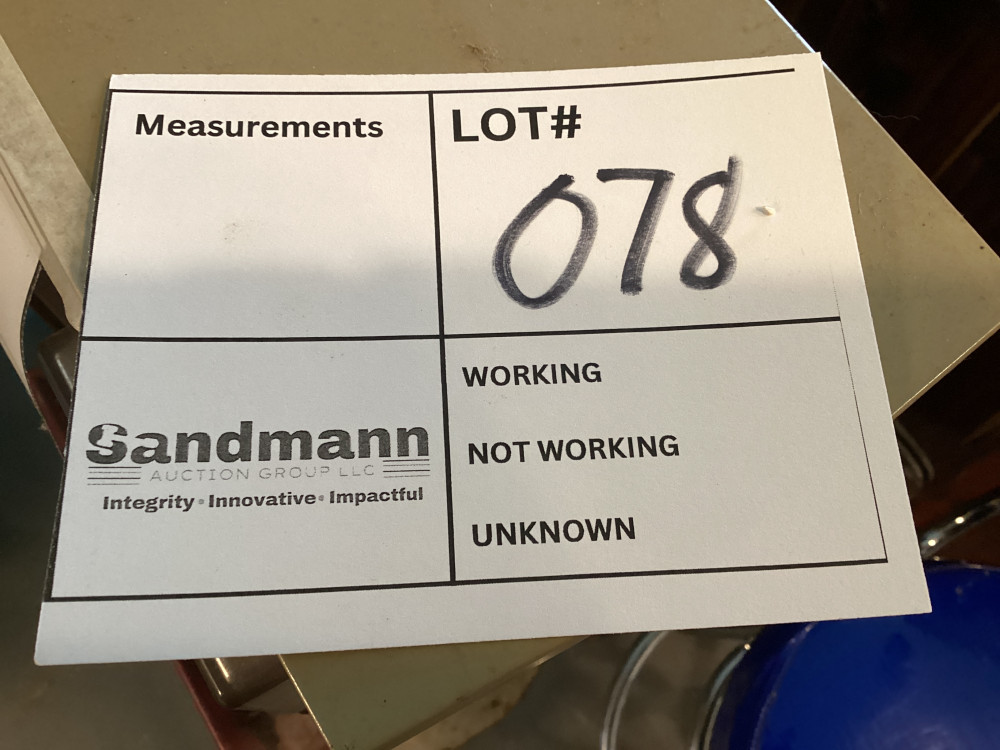 Measurements
LOT#
078
Sandmann
AUCTION GROUP LLC
Integrity • Innovative • Impactful
WORKING
NOT WORKING
UNKNOWN